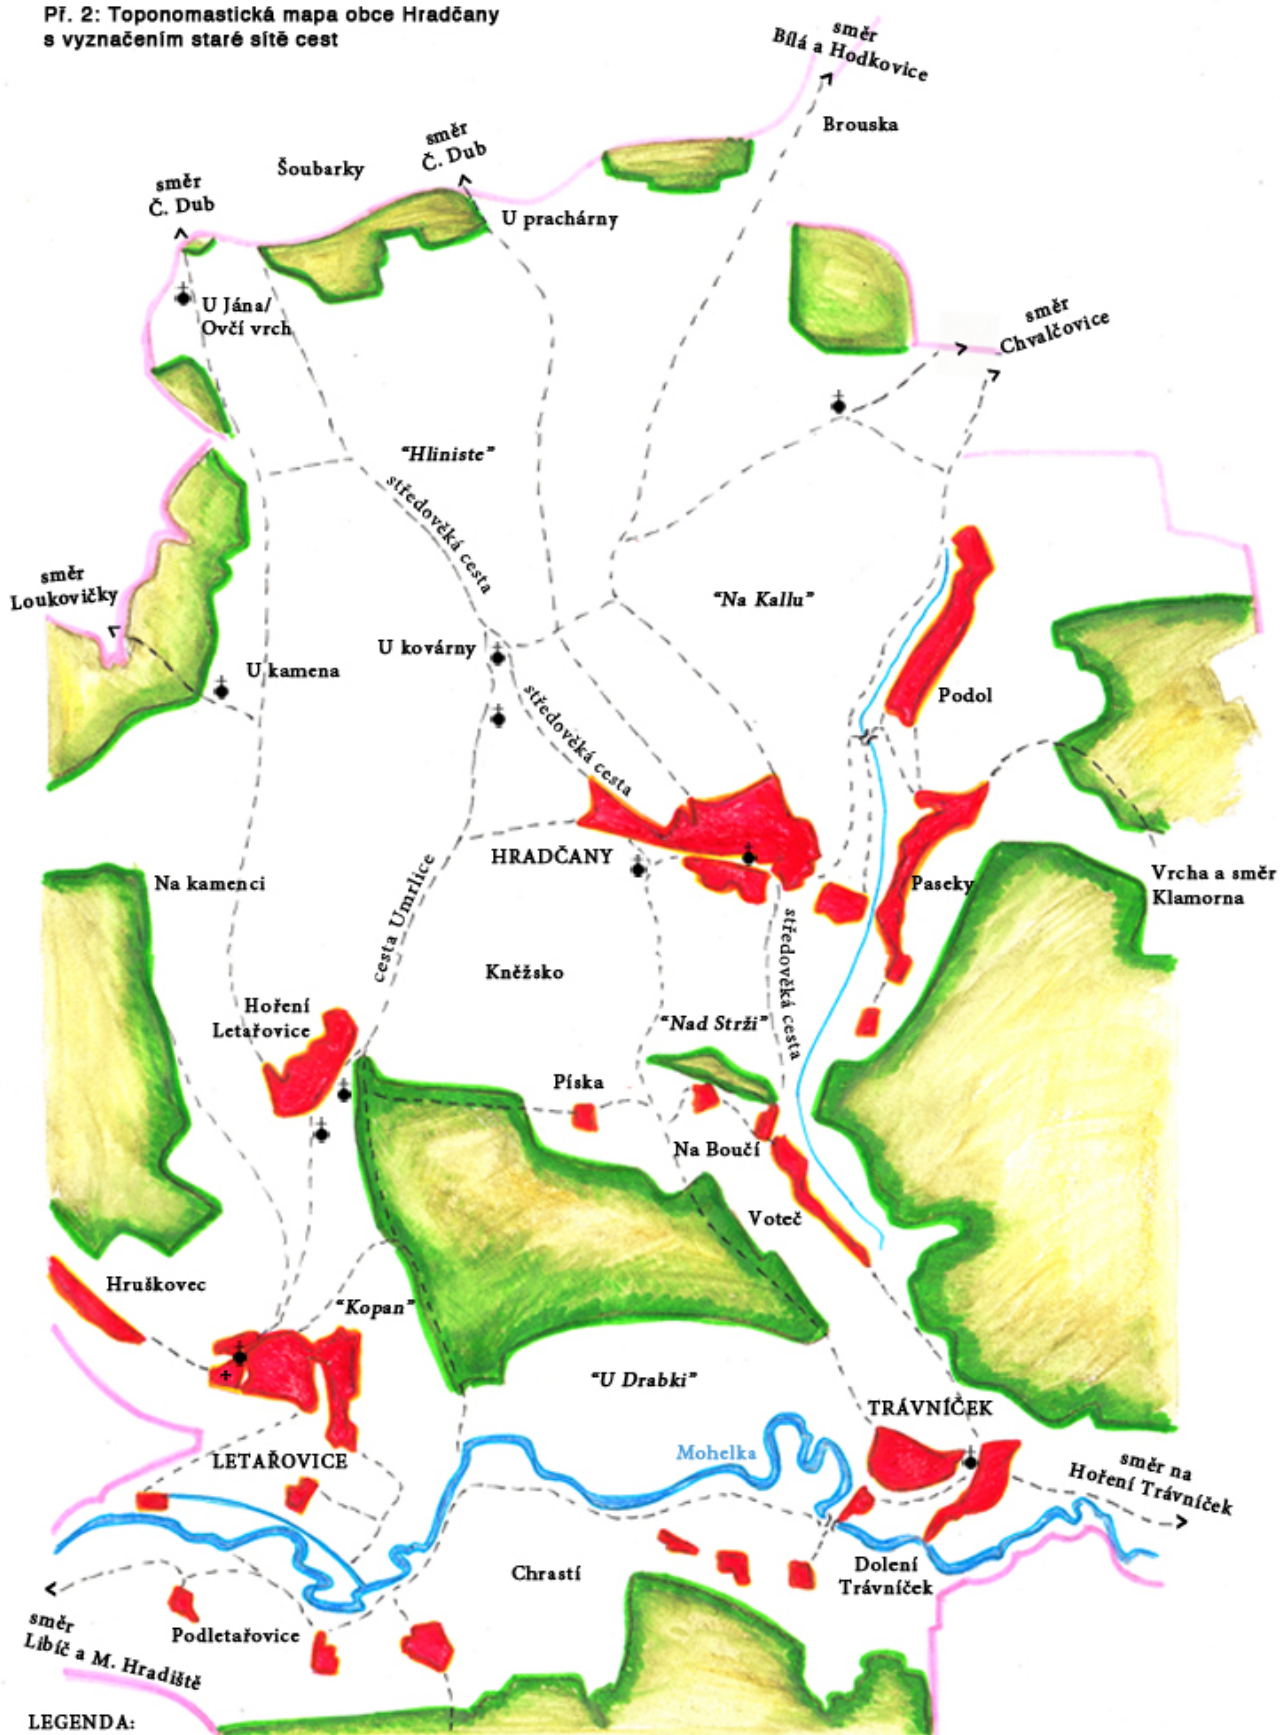 Př. 2: Toponomastická mapa obce Hradčany
s vyznačením staré sítě cest
směr
Bílá a Hodkovice
Brouska
směr
Č. Dub
Šoubarky
směr
Č. Dub
U prachárny
U Jána/
Ovčí vrch
směr
Chvalčovice
"Hliniste"
středověká cesta
směr
Loukovičky
"Na Kallu"
U kovárny
U kamena
Podol
středověká cesta
HRADČANY
Na kamenci
cesta Umrlice
Paseky
Vrcha a směr
Klamorna
středověká cesta
Kněžsko
Hoření
Letařovice
"Nad Strži"
Píska
Na Boučí
Voteč
Hruškovec
"Kopan"
"U Drabki"
TRÁVNÍČEK
LETAŘOVICE
Mohelka
směr na
Hoření Trávníček
Chrastí
Dolení
Trávníček
směr
Libíč a M. Hradiště
Podletařovice
LEGENDA: